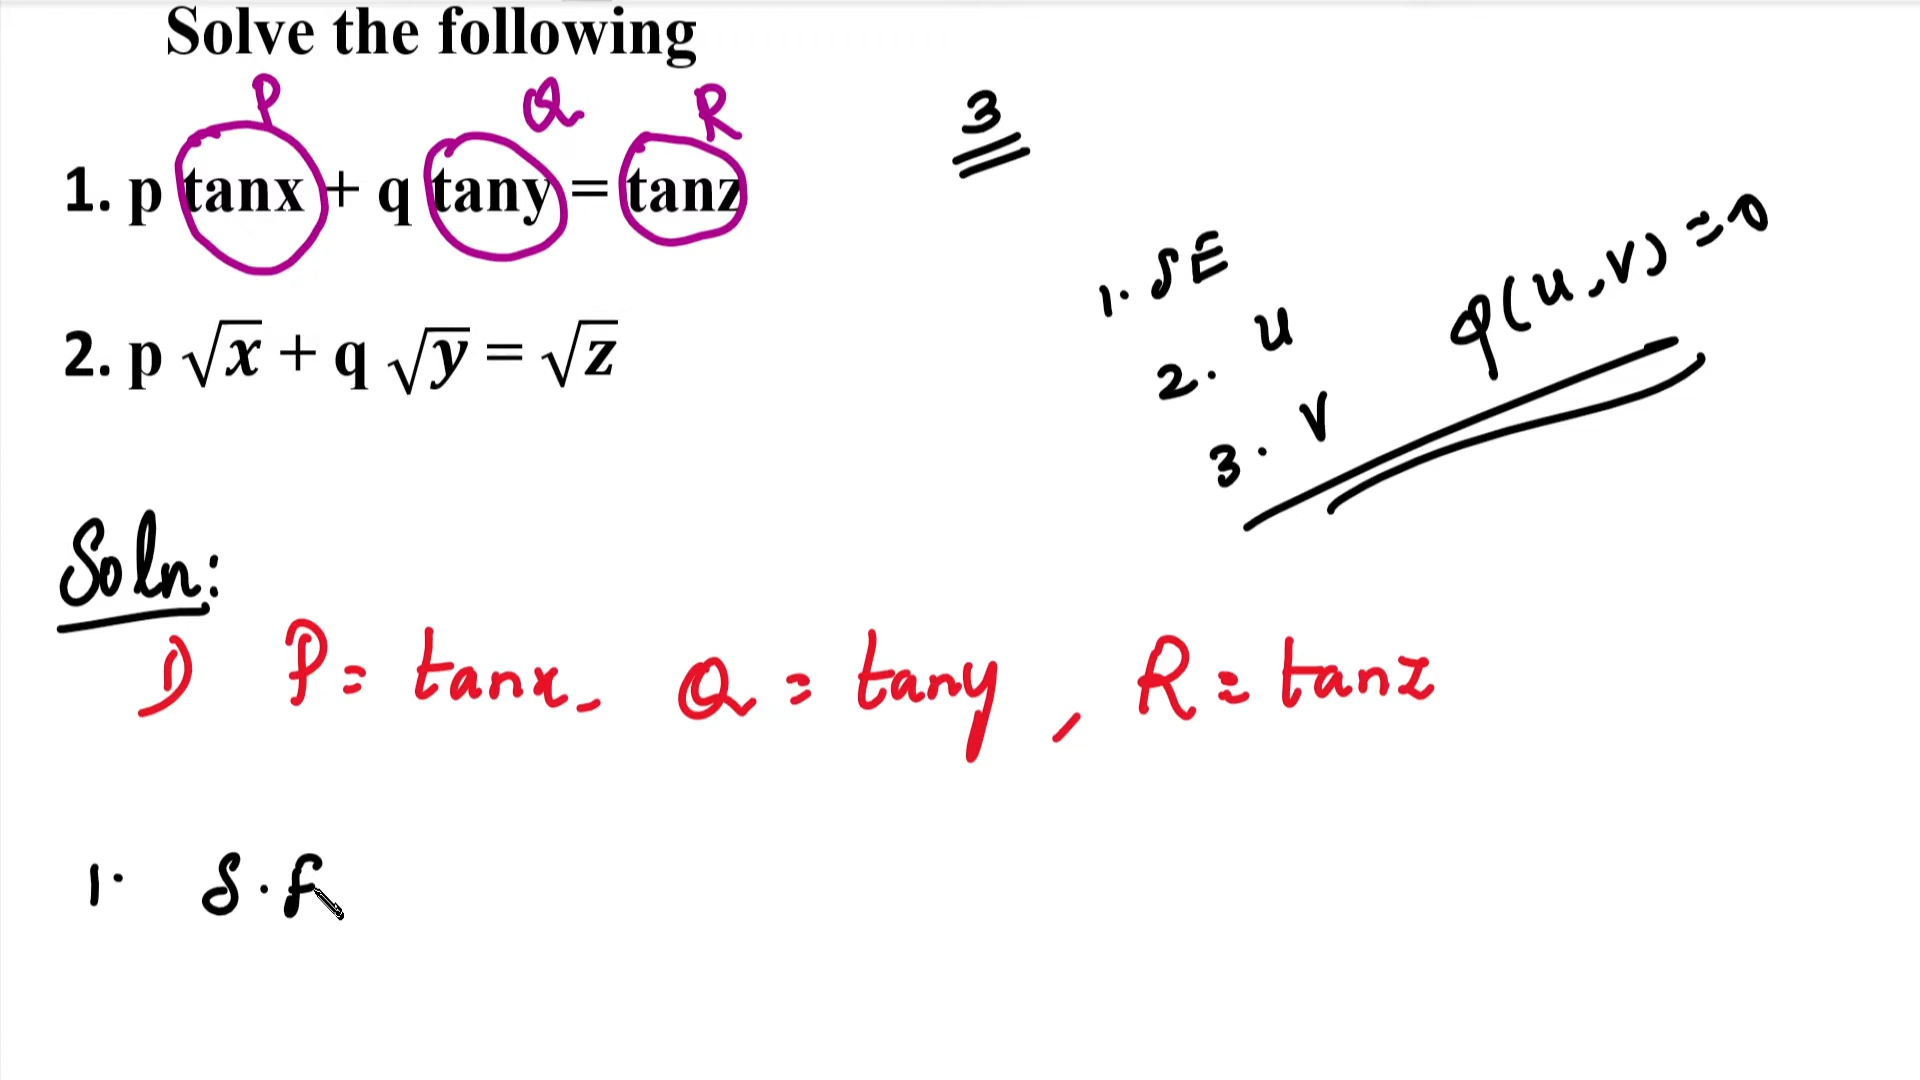 Solve the following
P Q R
1. p tanx + q tany = tanz
3
1. SE
2. u
3. v
φ(u, v) = 0
2. p √x + q √y = √z
Soln:
1) P = tanx, Q = tany, R = tanz
1. S.E